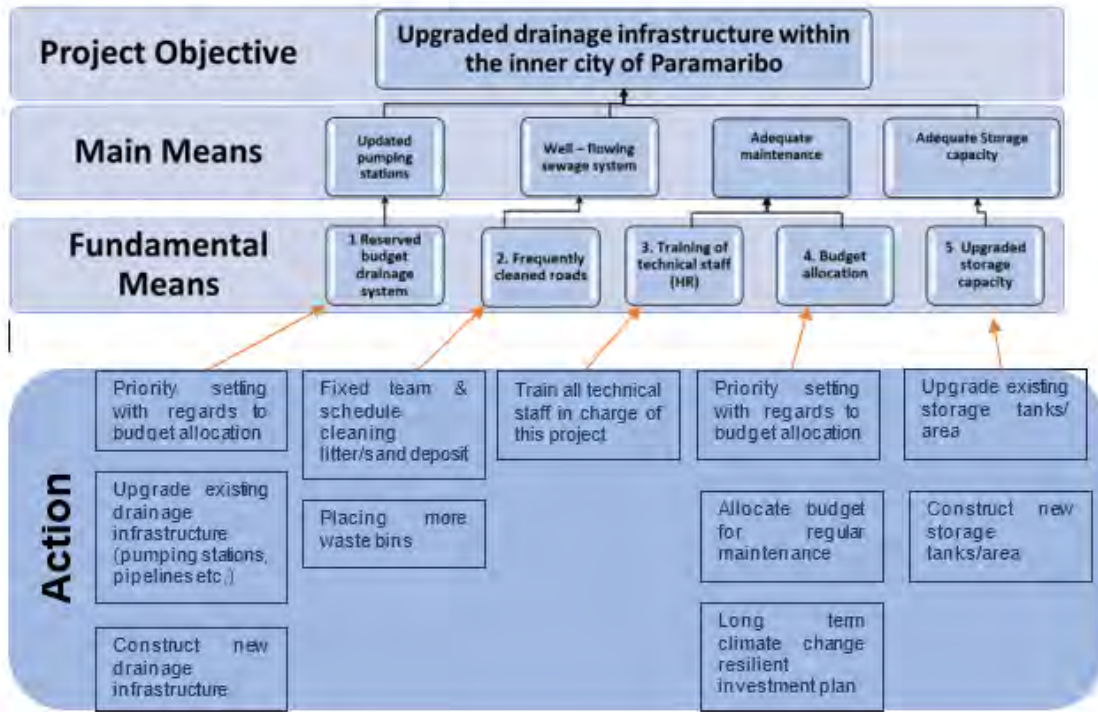 Project Objective
Upgraded drainage infrastructure within
the inner city of Paramaribo
Main Means
Updated
pumping
stations
Well – flowing
sewage system
Adequate
maintenance
Adequate Storage
capacity
Fundamental
Means
1 Reserved
budget
drainage
system
2. Frequently
cleaned roads
3. Training of
technical staff
(HR)
4. Budget
allocation
5. Upgraded
storage
capacity
Action
Priority setting
with regards to
budget allocation
Upgrade existing
drainage
infrastructure
(pumping stations,
pipelines etc.)
Construct new
drainage
infrastructure
Fixed team &
schedule
cleaning
litter/sand deposit
Placing more
waste bins
Train all technical
staff in charge of
this project
Priority setting
with regards to
budget allocation
Allocate budget
for regular
maintenance
Long term
climate change
resilient
investment plan
Upgrade existing
storage tanks/
area
Construct new
storage
tanks/area